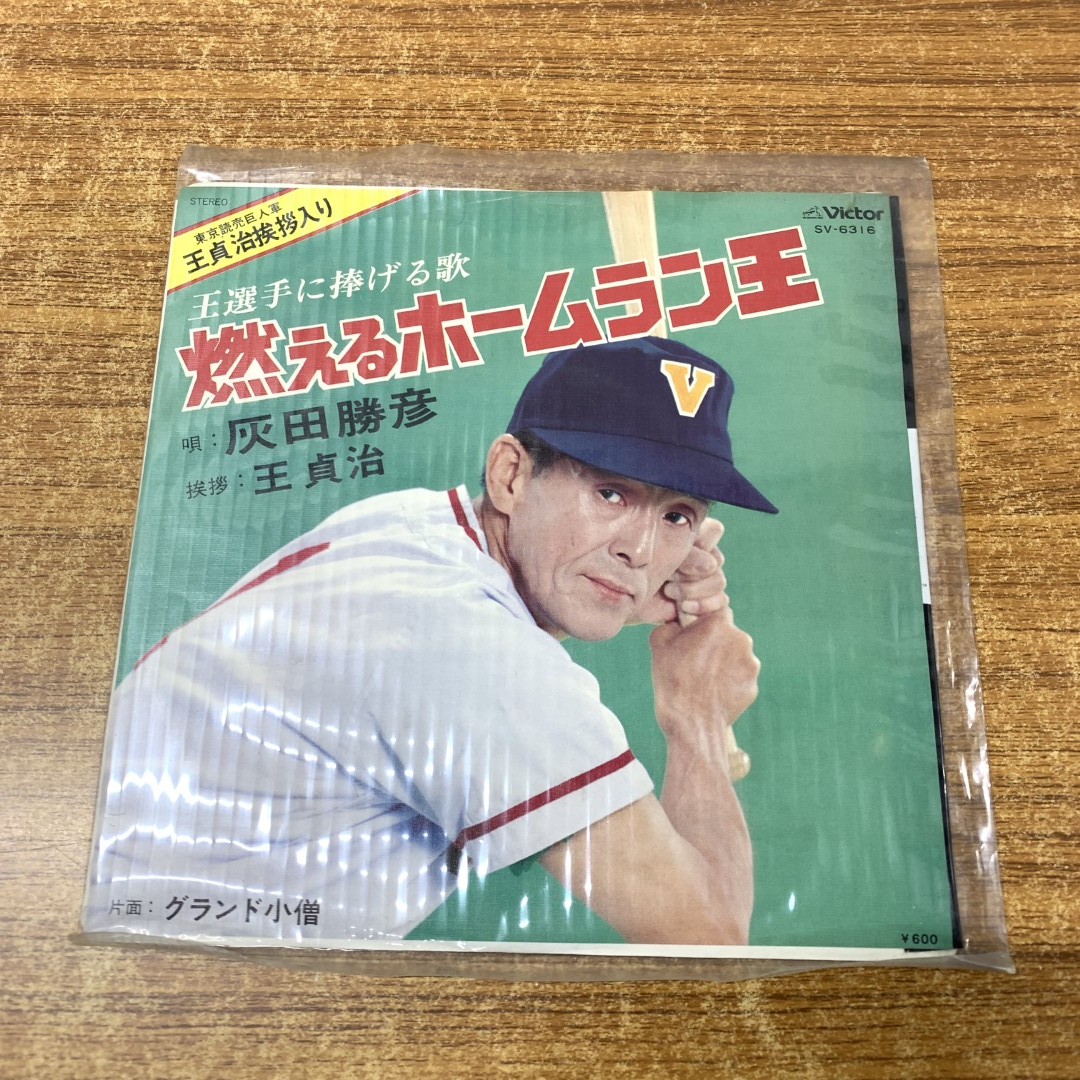 STEREO
東京読売巨人軍
王貞治挨拶入り
Victor
SV-6316
王選手に捧げる歌
燃えるホームラン王
唄:灰田勝彦
挨拶:王貞治
V
片面:グランド小僧
¥600